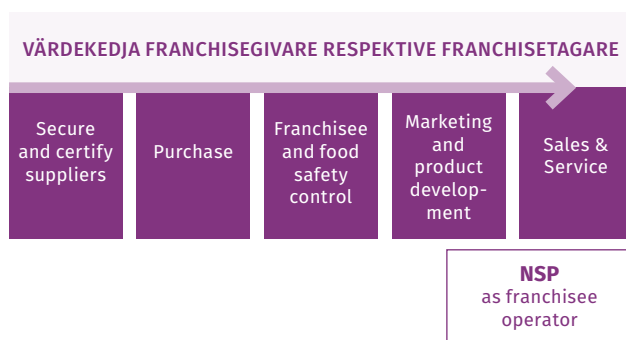 VÄRDEKEDJA FRANCHISEGIVARE RESPEKTIVE FRANCHISETAGARE
Secure
and certify
suppliers
Purchase
Franchisee
and food
safety
control
Marketing
and
product
develop-
ment
Sales &
Service
NSP
as franchisee
operator